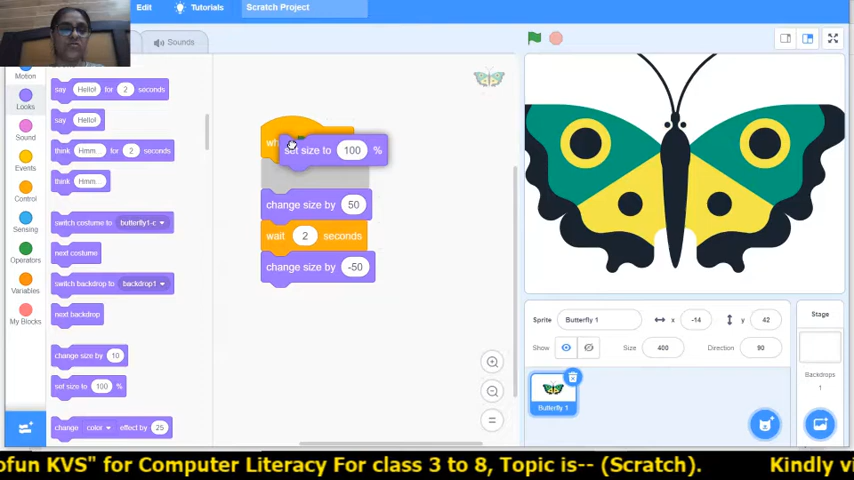 Edit Tutorials Scratch Project
Sounds
Motion
Looks
Sound
Events
Control
Sensing
Operators
Variables
My Blocks
say Hello! for 2 seconds
say Hello!
think Hmm... for 2 seconds
think Hmm...
switch costume to butterfly1-c
next costume
switch backdrop to backdrop1
next backdrop
change size by 10
set size to 100 %
change color effect by 25
set size to 100 %
change size by 50
wait 2 seconds
change size by -50
Sprite Butterfly 1 x -14 y 42
Show Size 400 Direction 90
Butterfly 1
Stage
Backdrops
1
ofun KVS" for Computer Literacy For class 3 to 8, Topic is-- (Scratch). Kindly vi